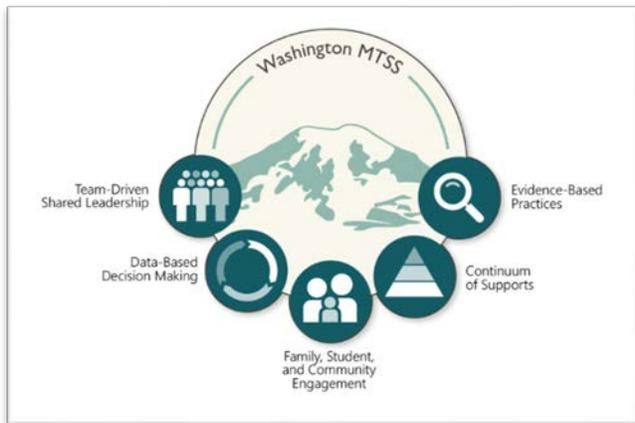 Washington MTSS
Team-Driven
Shared Leadership
Evidence-Based
Practices
Data-Based
Decision Making
Continuum
of Supports
Family, Student,
and Community
Engagement